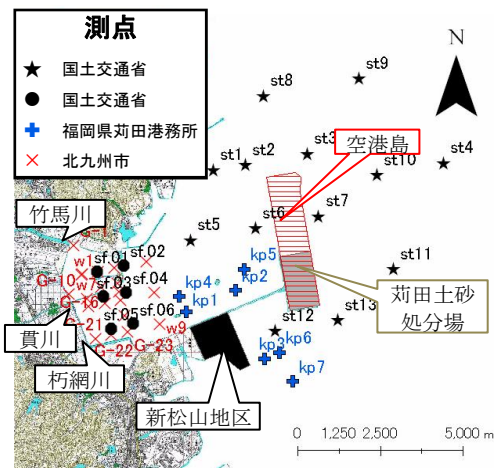 測点
国土交通省
国土交通省
福岡県苅田港務所
北九州市
N
st9
st8
st3
空港島
st1
st2
st4
st10
竹馬川
st6
st7
st5
w1
sf.01
sf.02
kp5
st11
G-10
w7
sf.03
sf.04
kp4
kp2
G-16
kp1
苅田土砂
処分場
G-21
sf.05
sf.06
w9
st12
st13
貫川
G-22
G-23
kp3
kp6
朽網川
kp7
新松山地区
0
1,250
2,500
5,000 m